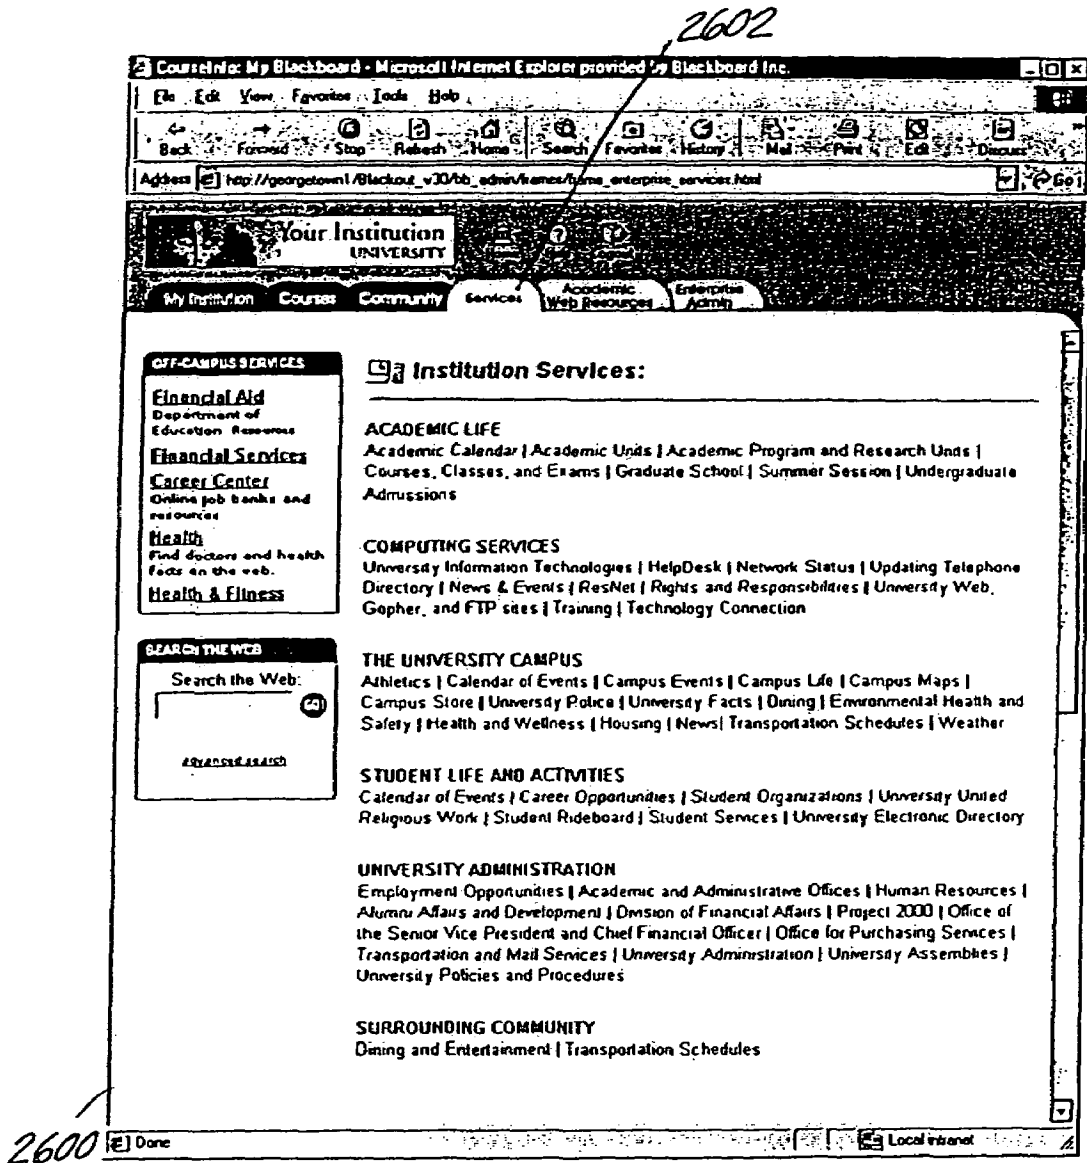 2602
CourseInfo: My Blackboard - Microsoft Internet Explorer provided by Blackboard Inc.
File Edit View Favorites Tools Help
Back Forward Stop Refresh Home Search Favorites History Mail Print Edit Discuss
Address http://georgetown1/Blackout_v30/bb_admin/frames/home_enterprise_services.html Go
Your Institution
UNIVERSITY
My Institution Courses Community Services Academic Web Resources Enterprise Admin
OFF-CAMPUS SERVICES
Financial Aid
Department of
Education Resources
Financial Services
Career Center
Online job banks and
resources
Health
Find doctors and health
facts on the web.
Health & Fitness
SEARCH THE WEB
Search the Web:
advanced search
Institution Services:
ACADEMIC LIFE
Academic Calendar | Academic Units | Academic Program and Research Units |
Courses, Classes, and Exams | Graduate School | Summer Session | Undergraduate
Admissions
COMPUTING SERVICES
University Information Technologies | HelpDesk | Network Status | Updating Telephone
Directory | News & Events | ResNet | Rights and Responsibilities | University Web,
Gopher, and FTP sites | Training | Technology Connection
THE UNIVERSITY CAMPUS
Athletics | Calendar of Events | Campus Events | Campus Life | Campus Maps |
Campus Store | University Police | University Facts | Dining | Environmental Health and
Safety | Health and Wellness | Housing | News| Transportation Schedules | Weather
STUDENT LIFE AND ACTIVITIES
Calendar of Events | Career Opportunities | Student Organizations | University United
Religious Work | Student Rideboard | Student Services | University Electronic Directory
UNIVERSITY ADMINISTRATION
Employment Opportunities | Academic and Administrative Offices | Human Resources |
Alumni Affairs and Development | Division of Financial Affairs | Project 2000 | Office of
the Senior Vice President and Chief Financial Officer | Office for Purchasing Services |
Transportation and Mail Services | University Administration | University Assemblies |
University Policies and Procedures
SURROUNDING COMMUNITY
Dining and Entertainment | Transportation Schedules
2600
Done Local intranet